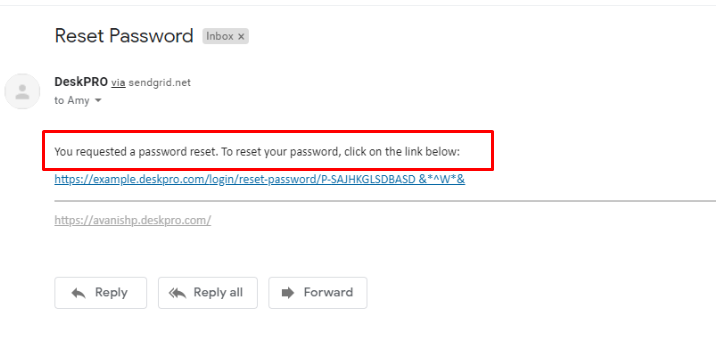 Reset Password Inbox x
DeskPRO via sendgrid.net
to Amy
You requested a password reset. To reset your password, click on the link below:
https://example.deskpro.com/login/reset-password/P-SAJHKGLSDBASD &*^W*&
https://avanishp.deskpro.com/
Reply Reply all Forward